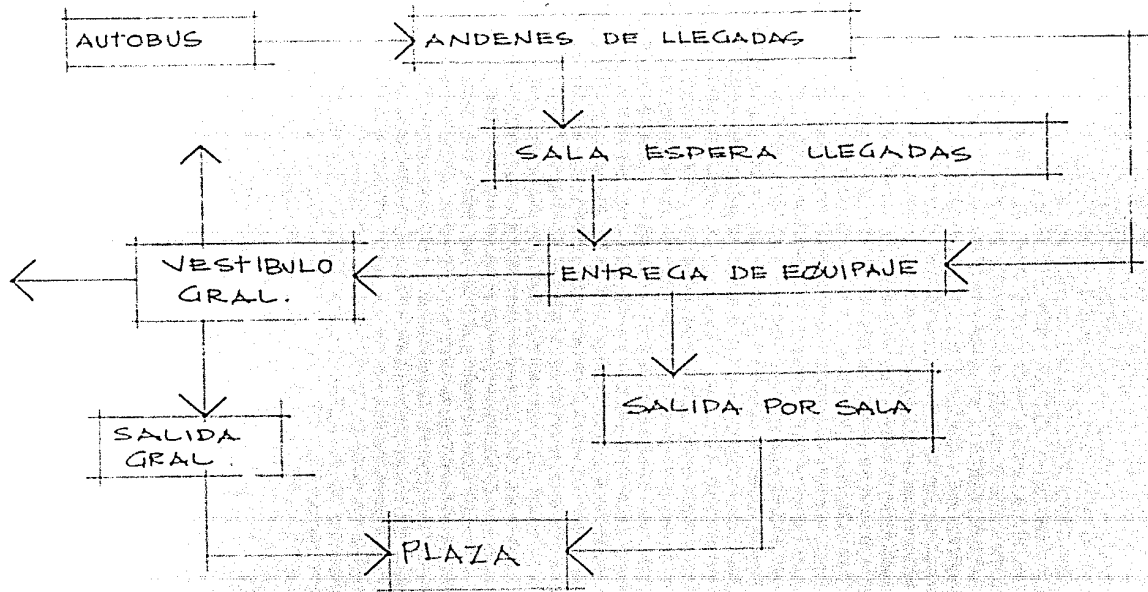 AUTOBUS
ANDENES DE LLEGADAS
SALA ESPERA LLEGADAS
VESTIBULO
GRAL.
ENTREGA DE EQUIPAJE
SALIDA POR SALA
SALIDA
GRAL.
PLAZA